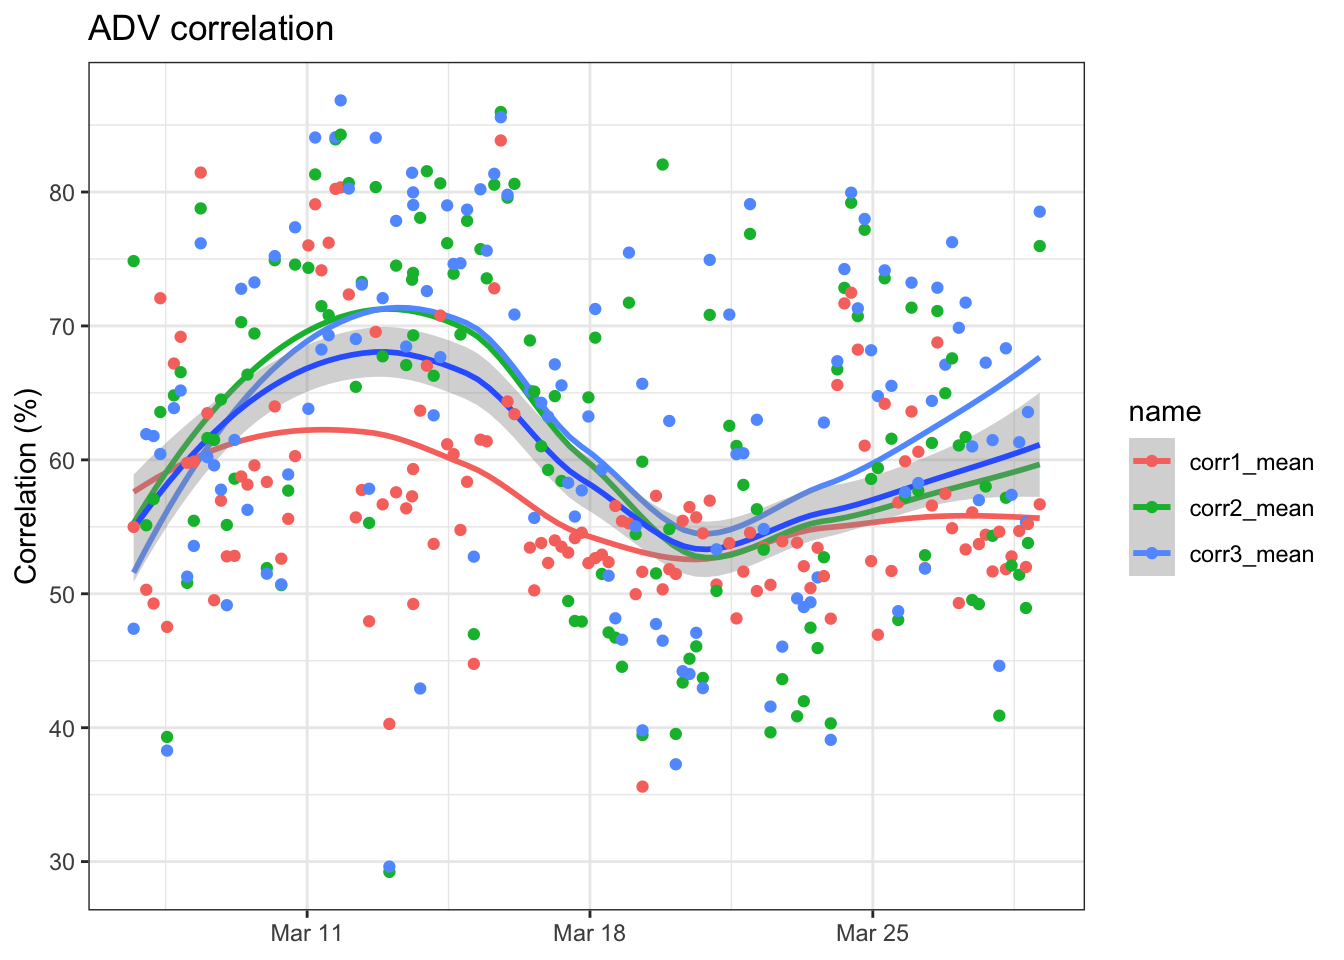 ADV correlation
Correlation (%)
80
70
60
50
40
30
Mar 11
Mar 18
Mar 25
name
corr1_mean
corr2_mean
corr3_mean